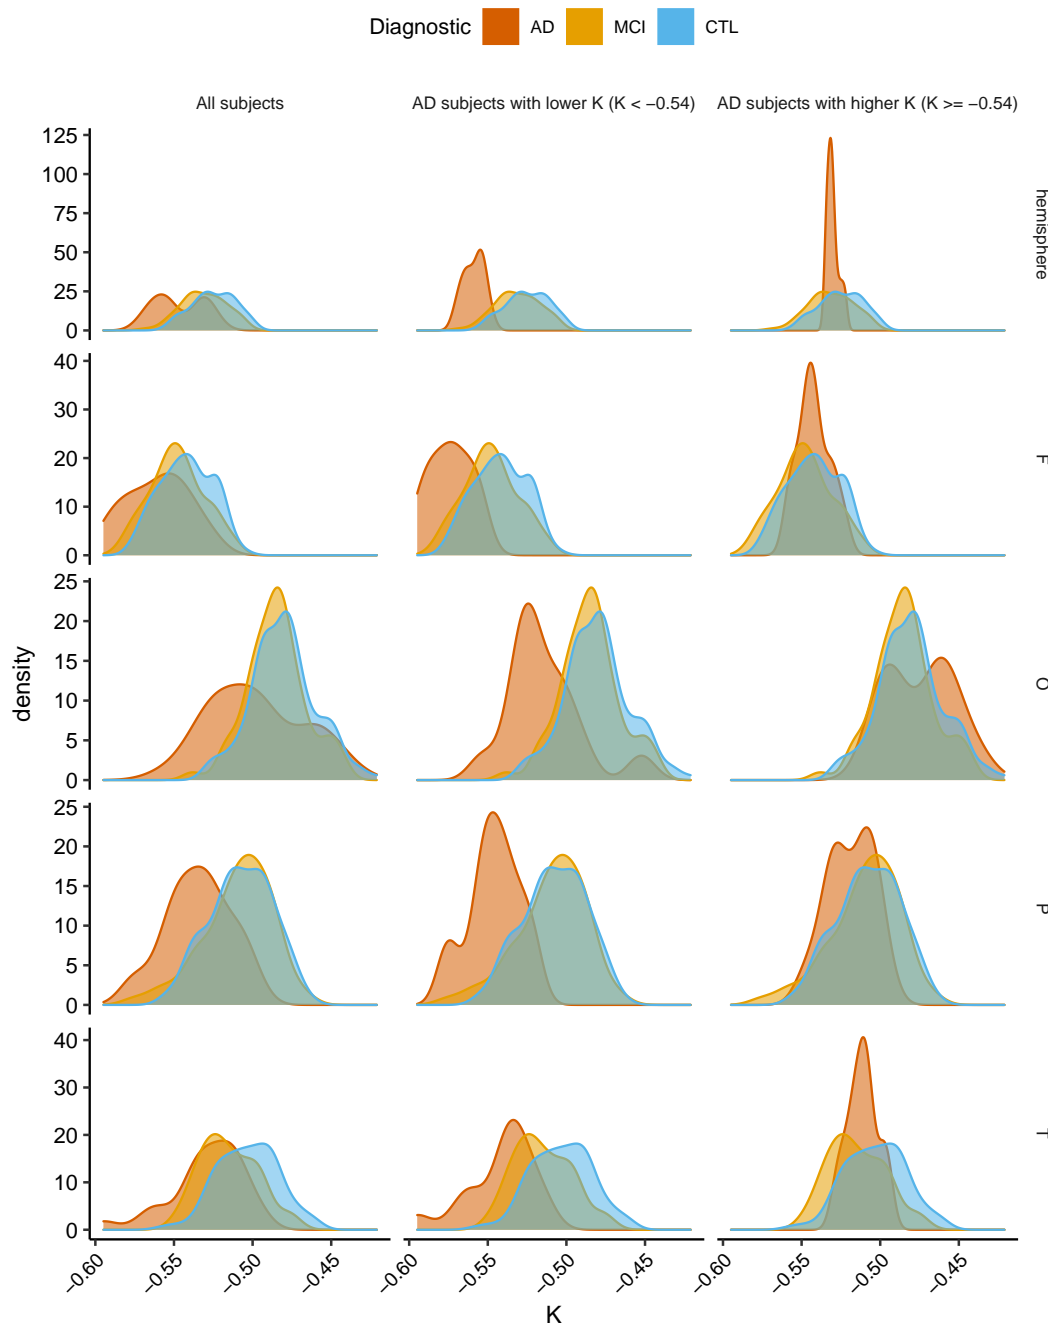 Diagnostic AD MCI CTL
All subjects AD subjects with lower K (K < −0.54) AD subjects with higher K (K >= −0.54)
125
100
75
50
25
0
hemisphere
40
30
20
10
0
F
25
20
15
10
5
0
O
25
20
15
10
5
0
P
40
30
20
10
0
T
density
−0.60 −0.55 −0.50 −0.45 −0.60 −0.55 −0.50 −0.45 −0.60 −0.55 −0.50 −0.45
K